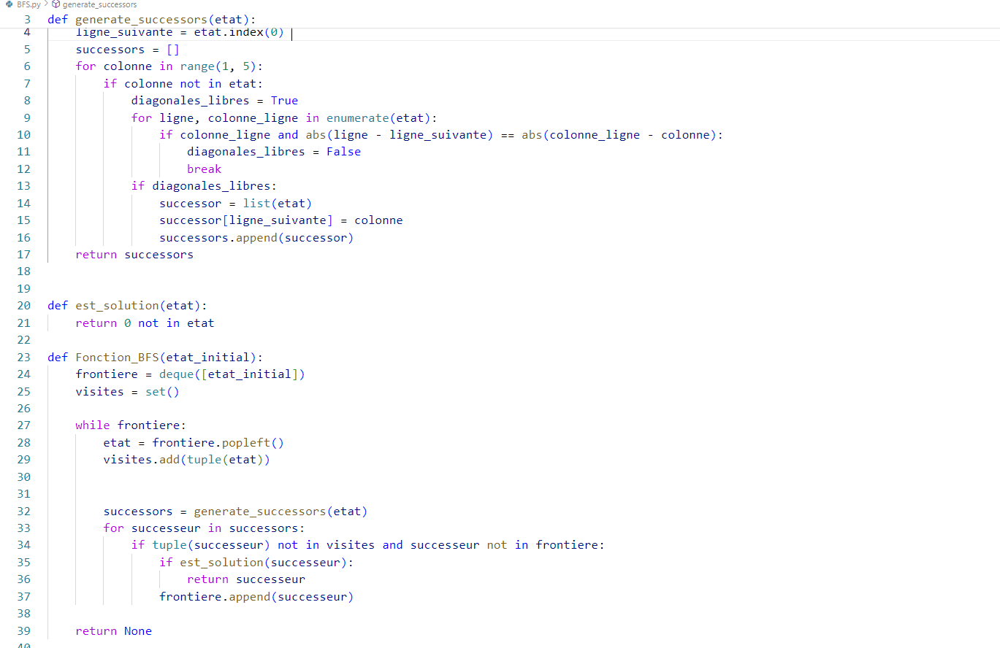 BFS.py > generate_successors
3 def generate_successors(etat):
4     ligne_suivante = etat.index(0)
5     successors = []
6     for colonne in range(1, 5):
7         if colonne not in etat:
8             diagonales_libres = True
9             for ligne, colonne_ligne in enumerate(etat):
10                 if colonne_ligne and abs(ligne - ligne_suivante) == abs(colonne_ligne - colonne):
11                     diagonales_libres = False
12                     break
13             if diagonales_libres:
14                 successor = list(etat)
15                 successor[ligne_suivante] = colonne
16                 successors.append(successor)
17     return successors
18
19
20 def est_solution(etat):
21     return 0 not in etat
22
23 def Fonction_BFS(etat_initial):
24     frontiere = deque([etat_initial])
25     visites = set()
26
27     while frontiere:
28         etat = frontiere.popleft()
29         visites.add(tuple(etat))
30
31
32         successors = generate_successors(etat)
33         for successeur in successors:
34             if tuple(successeur) not in visites and successeur not in frontiere:
35                 if est_solution(successeur):
36                     return successeur
37                 frontiere.append(successeur)
38
39     return None
40